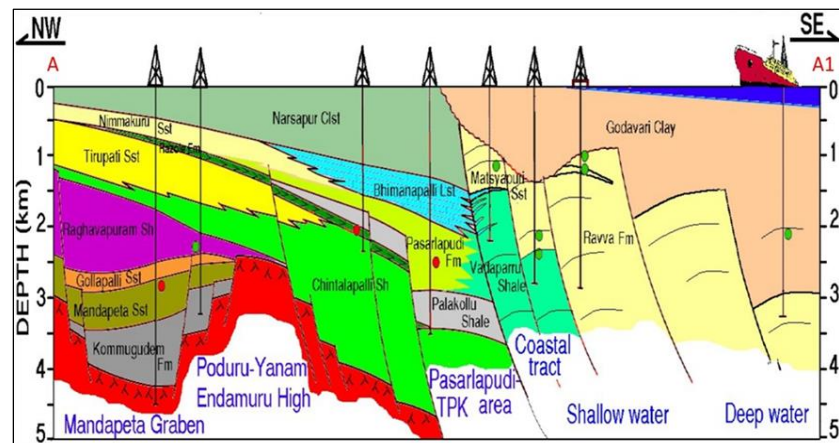 NW
SE
A
A1
0
0
Nimmakuru
Sst
Narsapur Clst
Godavari Clay
Razole Fm
1
1
Tirupati Sst
Matsyapuri
Sst
Bhimanapalli Lst
2
2
Raghavapuram Sh
Pasarlapudi
Fm
Ravva Fm
Gollapalli Sst
Chintalapalli Sh
Vadaparru
Shale
DEPTH (km)
3
3
Mandapeta Sst
Palakollu
Shale
Kommugudem
Fm
4
4
Poduru-Yanam
Endamuru High
Pasarlapudi-
TPK area
Coastal
tract
5
5
Mandapeta Graben
Shallow water
Deep water